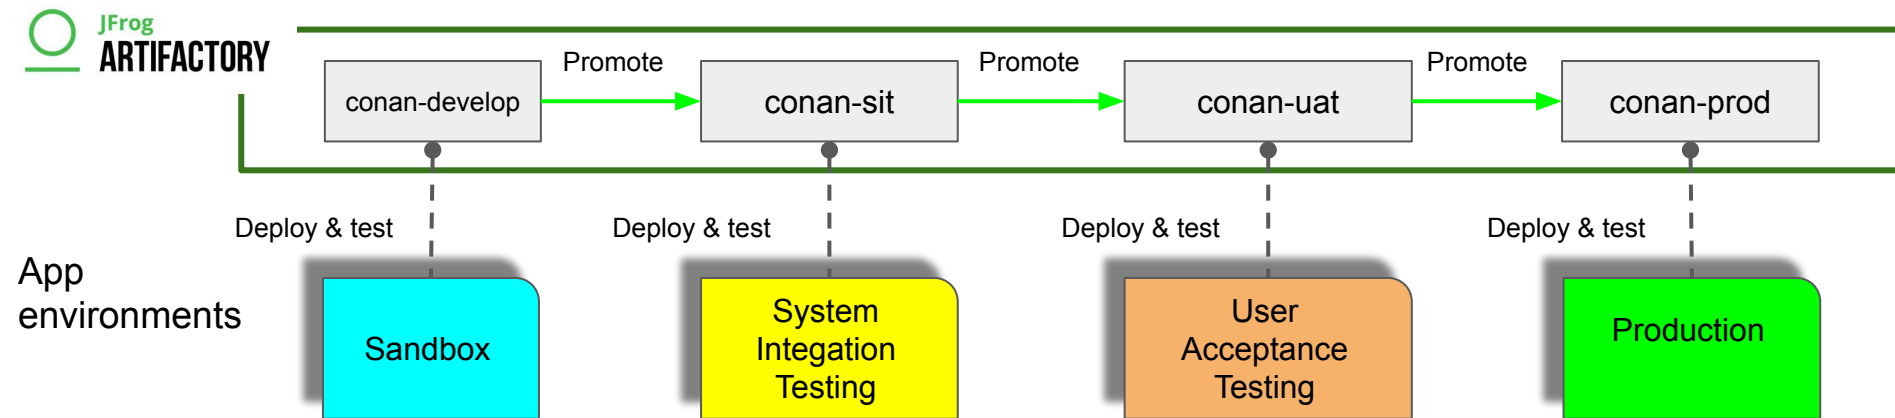 JFrog
ARTIFACTORY
Promote
Promote
Promote
conan-develop
conan-sit
conan-uat
conan-prod
Deploy & test
Deploy & test
Deploy & test
Deploy & test
App
environments
Sandbox
System
Integation
Testing
User
Acceptance
Testing
Production